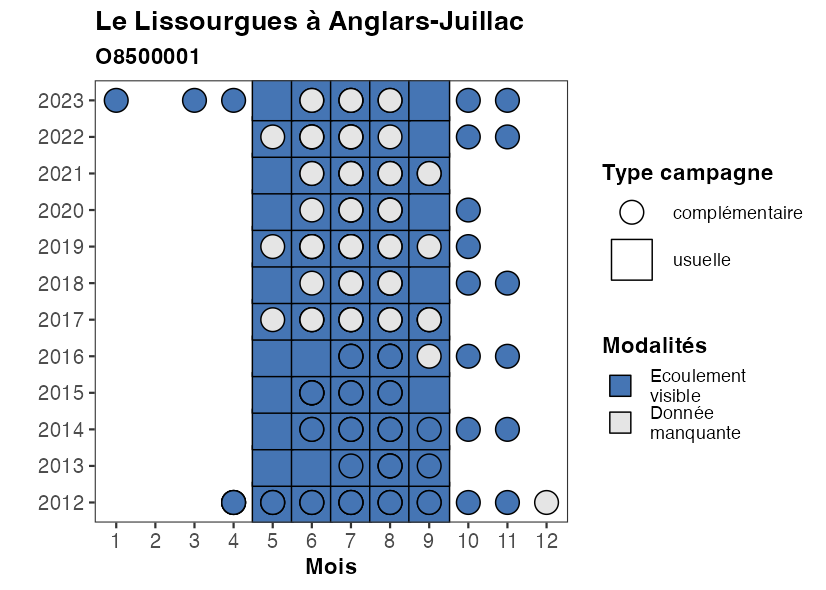 Le Lissourgues à Anglars-Juillac
O8500001
2023
2022
2021
2020
2019
2018
2017
2016
2015
2014
2013
2012
1 2 3 4 5 6 7 8 9 10 11 12
Mois
Type campagne
complémentaire
usuelle
Modalités
Ecoulement
visible
Donnée
manquante